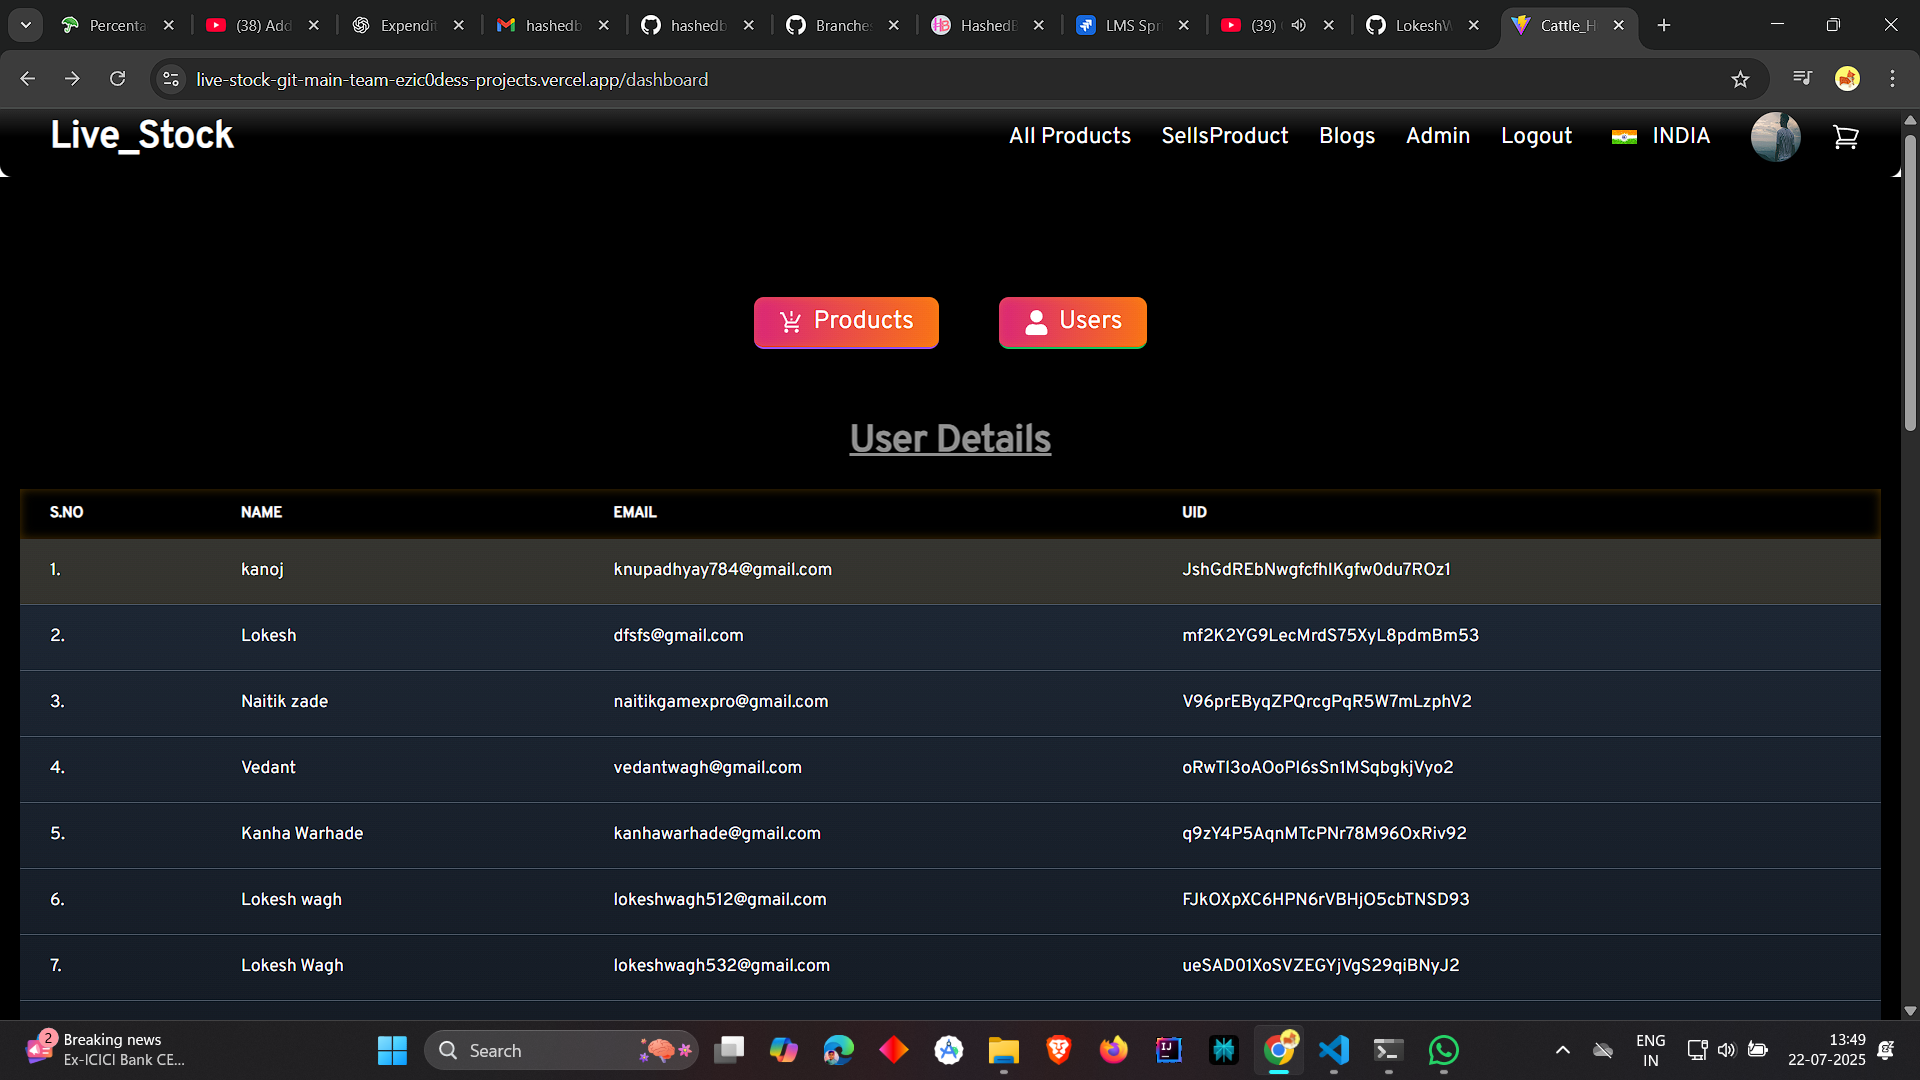 Percenta
(38) Add
Expendit
hashedb
hashedb
Branche
HashedB
LMS Spr
(39)
LokeshW
Cattle_H
live-stock-git-main-team-ezic0dess-projects.vercel.app/dashboard
Live_Stock
All Products
SellsProduct
Blogs
Admin
Logout
INDIA
Products
Users
User Details
S.NO NAME EMAIL UID
1. kanoj knupadhyay784@gmail.com JshGdREbNwgfcfhIKgfw0du7ROz1
2. Lokesh dfsfs@gmail.com mf2K2YG9LecMrdS75XyL8pdmBm53
3. Naitik zade naitikgamexpro@gmail.com V96prEByqZPQrcgPqR5W7mLzphV2
4. Vedant vedantwagh@gmail.com oRwTI3oAOoPI6sSn1MSqbgkjVyo2
5. Kanha Warhade kanhawarhade@gmail.com q9zY4P5AqnMTcPNr78M96OxRiv92
6. Lokesh wagh lokeshwagh512@gmail.com FJkOXpXC6HPN6rVBHjO5cbTNSD93
7. Lokesh Wagh lokeshwagh532@gmail.com ueSAD01XoSVZEGYjVgS29qiBNyJ2
2
Breaking news
Ex-ICICI Bank CE...
Search
ENG
IN
13:49
22-07-2025